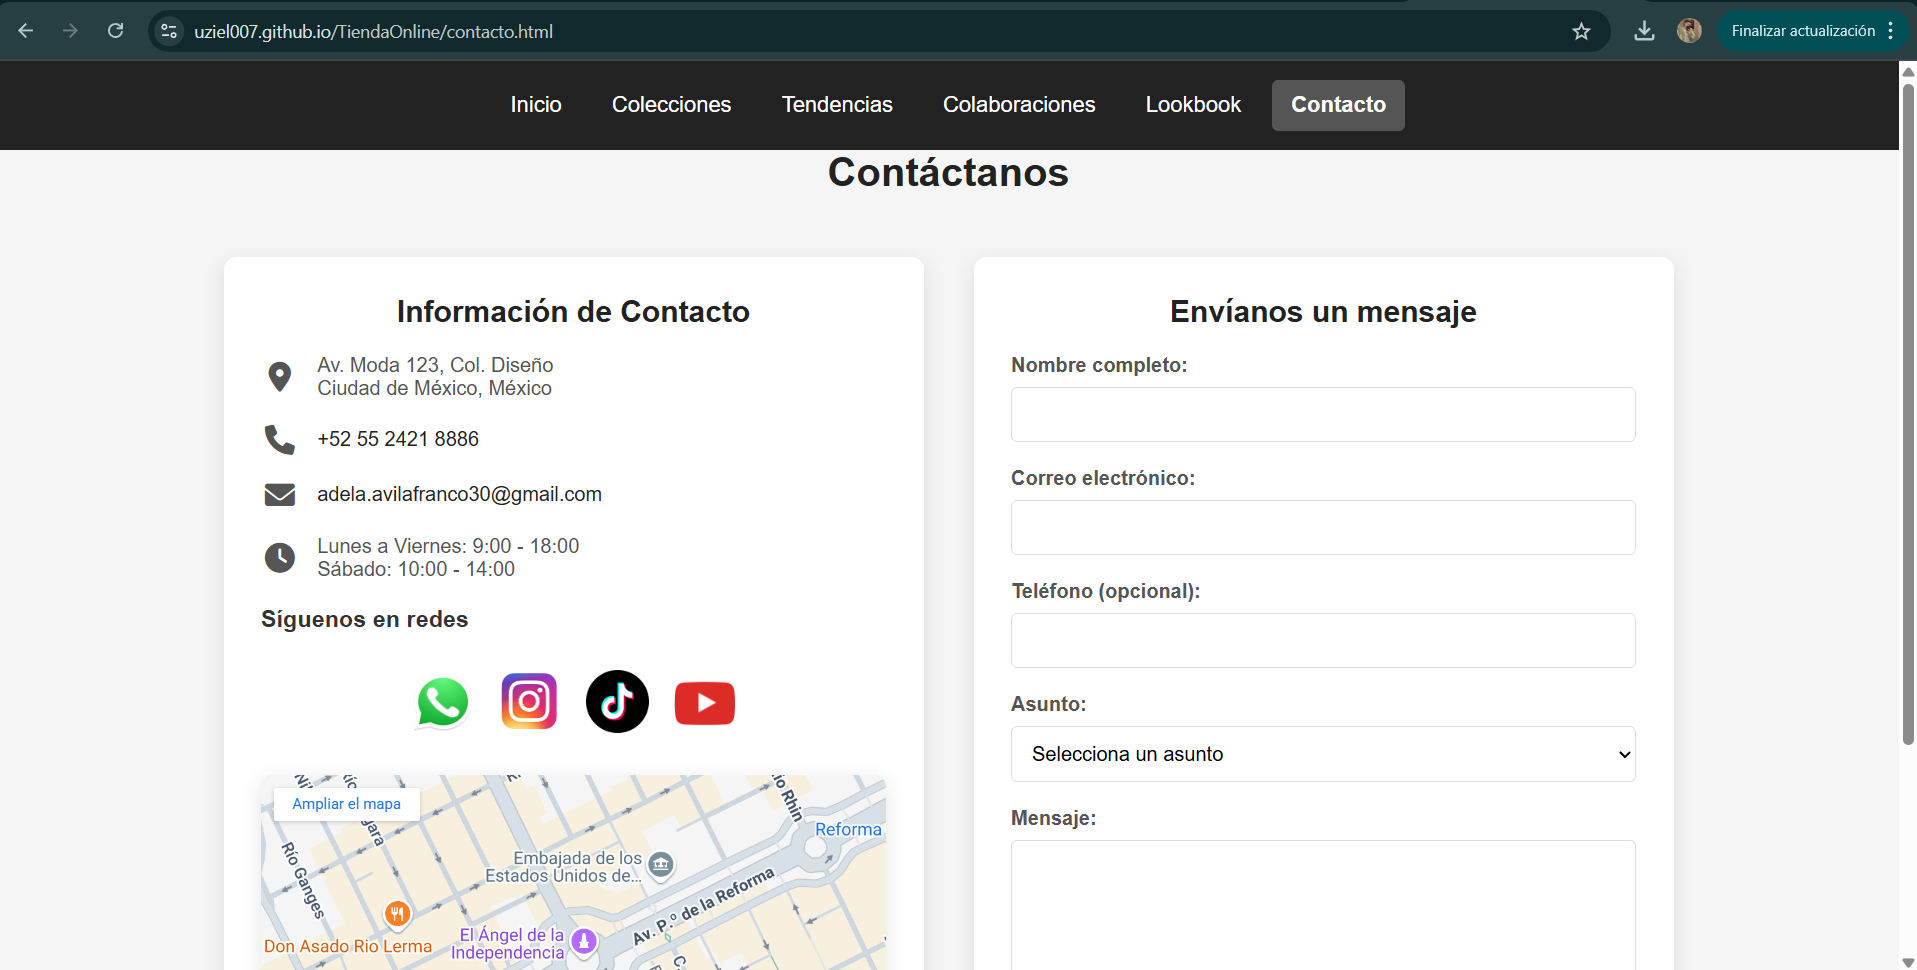 uziel007.github.io/TiendaOnline/contacto.html
Finalizar actualización
Inicio
Colecciones
Tendencias
Colaboraciones
Lookbook
Contacto
Contáctanos
Información de Contacto
Av. Moda 123, Col. Diseño
Ciudad de México, México
+52 55 2421 8886
adela.avilafranco30@gmail.com
Lunes a Viernes: 9:00 - 18:00
Sábado: 10:00 - 14:00
Síguenos en redes
Ampliar el mapa
Río Rhin
Reforma
Río Ganges
Embajada de los
Estados Unidos de...
Av. P.º de la Reforma
Don Asado Rio Lerma
El Ángel de la
Independencia
Envíanos un mensaje
Nombre completo:
Correo electrónico:
Teléfono (opcional):
Asunto:
Selecciona un asunto
Mensaje: